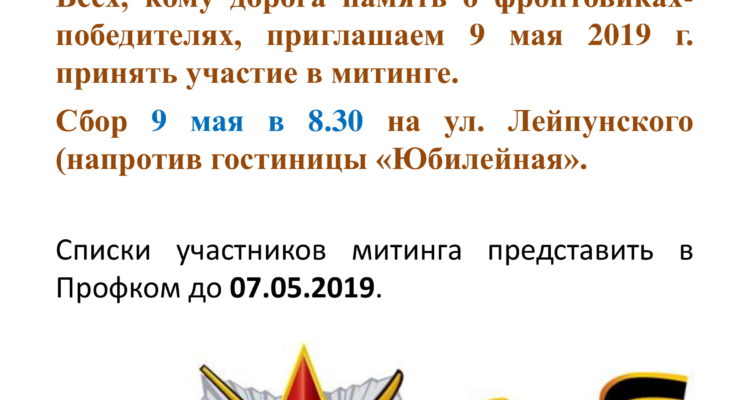 Всех, кому дорога память о фронтовиках-
победителях, приглашаем 9 мая 2019 г.
принять участие в митинге.
Сбор 9 мая в 8.30 на ул. Лейпунского
(напротив гостиницы «Юбилейная».
Списки участников митинга представить в
Профком до 07.05.2019.